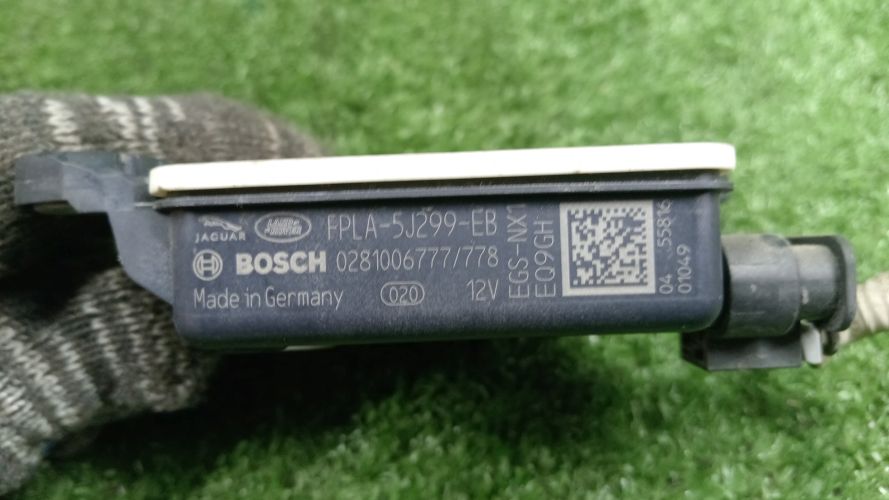 FPLA-5J299-EB
JAGUAR
BOSCH 0281006777/778
Made in Germany 020 12V
EGS-NX1
EQ9GH
04 55816
01049